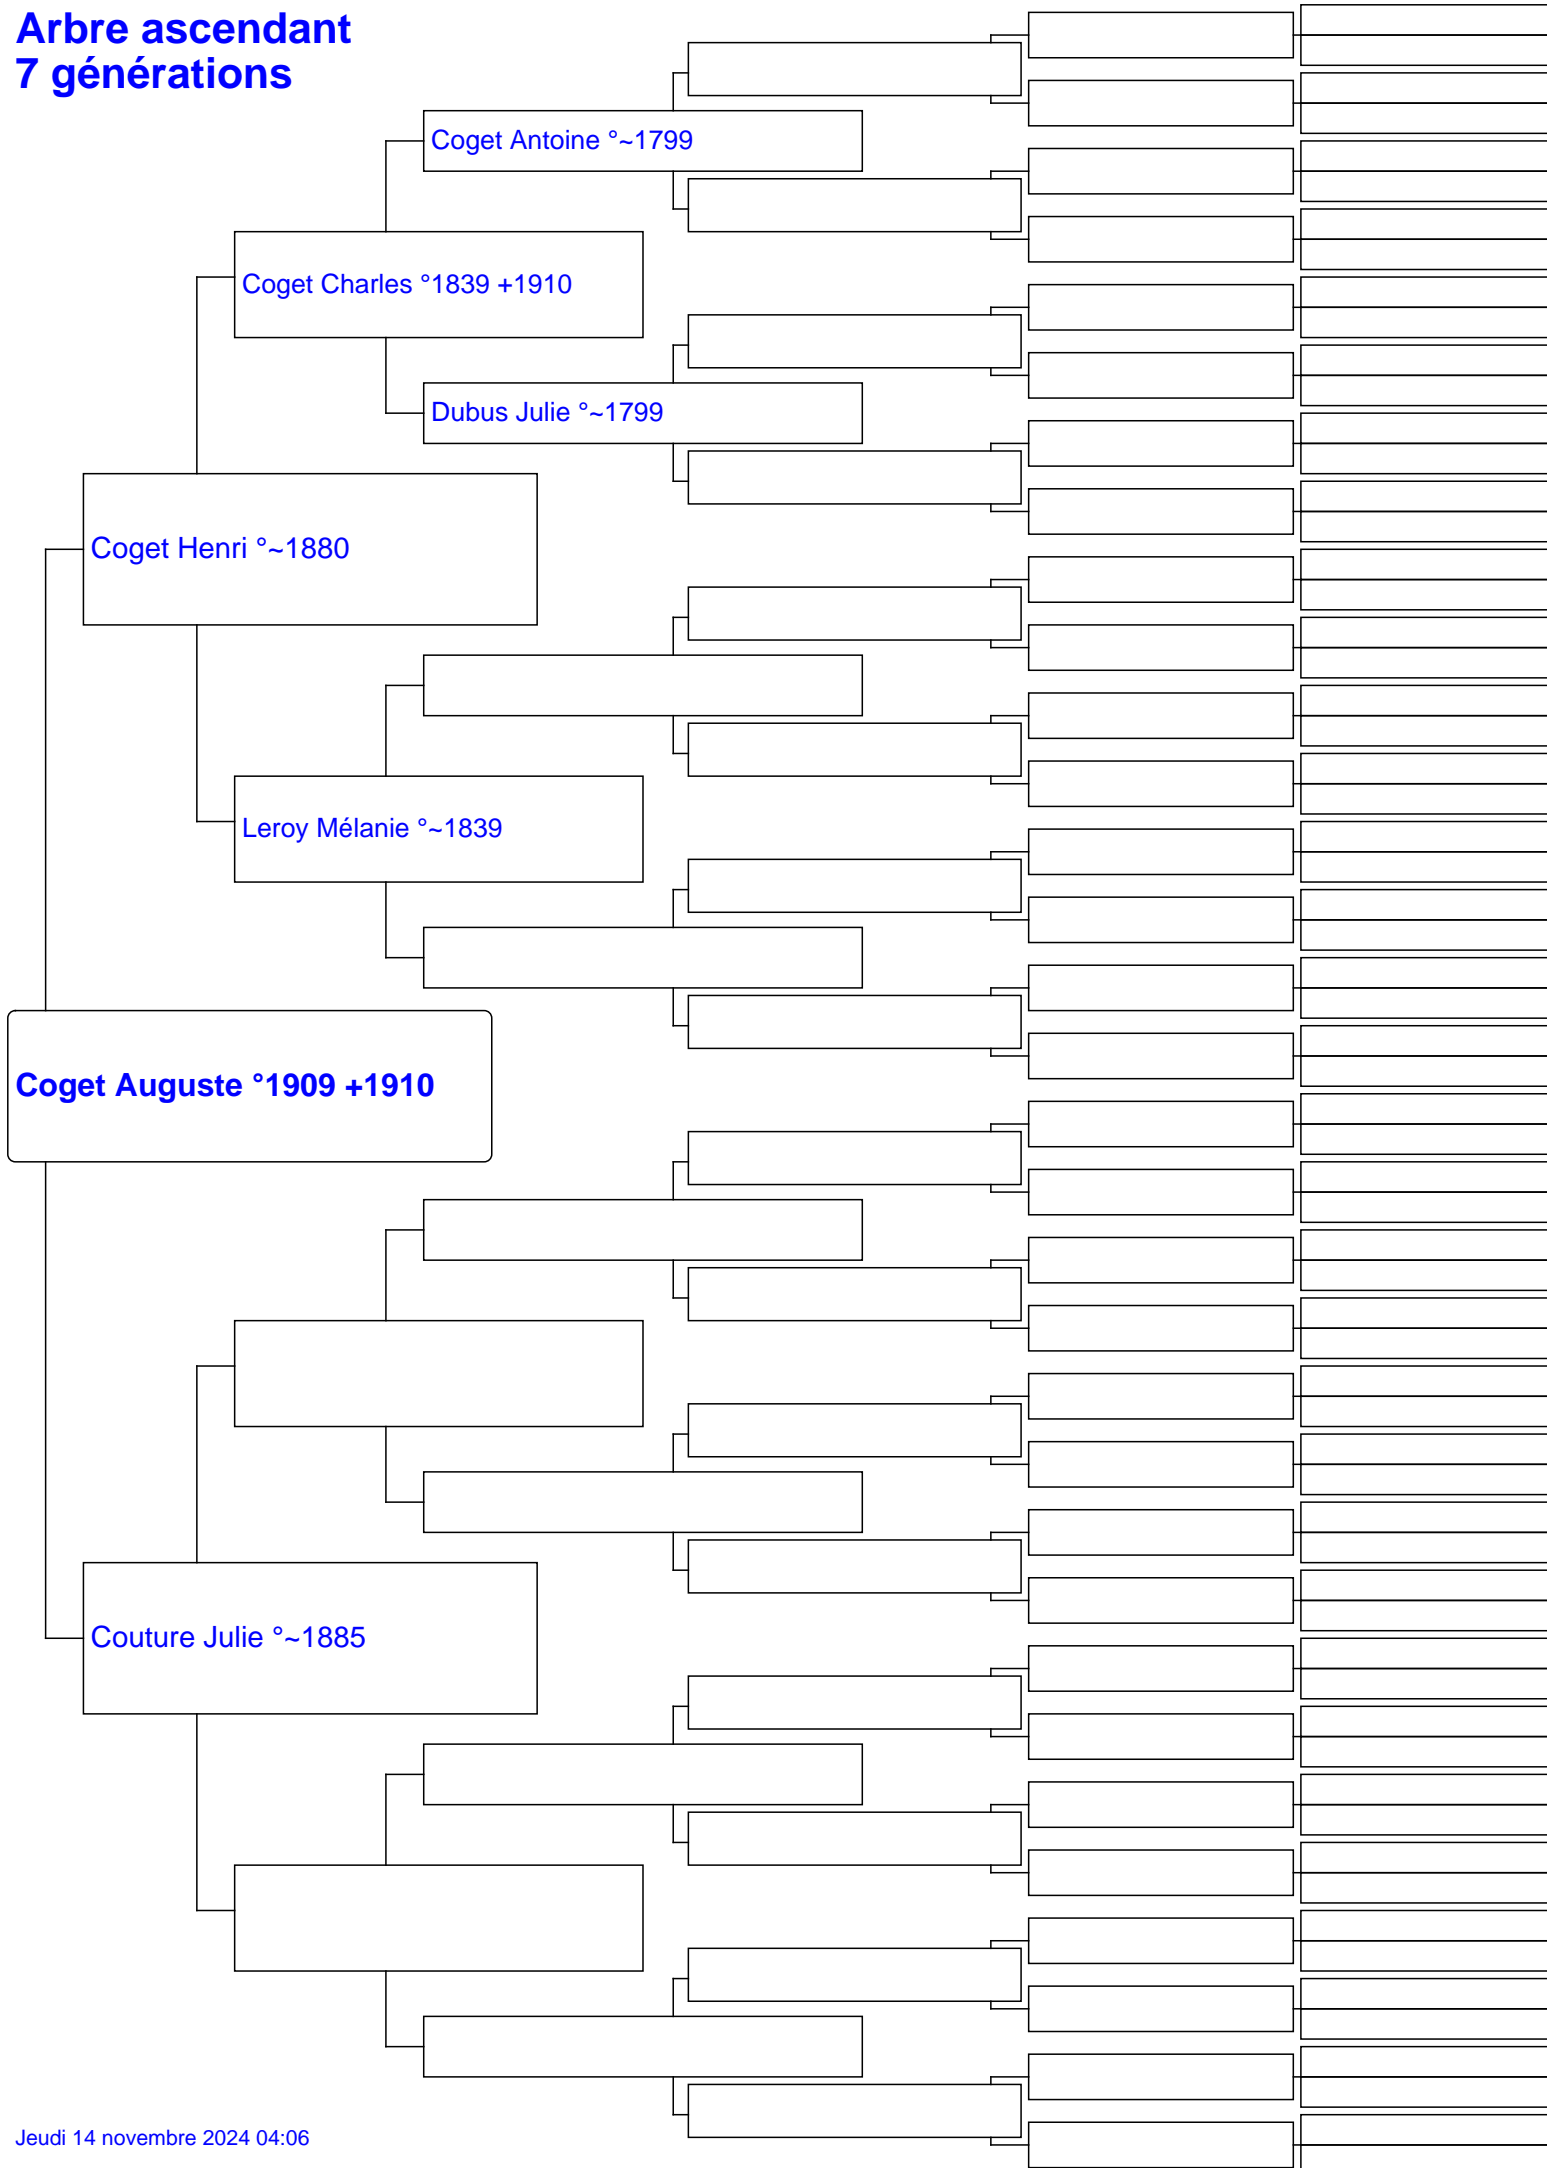 Arbre ascendant
7 générations
Coget Antoine °~1799
Coget Charles °1839 +1910
Dubus Julie °~1799
Coget Henri °~1880
Leroy Mélanie °~1839
Coget Auguste °1909 +1910
Couture Julie °~1885
Jeudi 14 novembre 2024 04:06